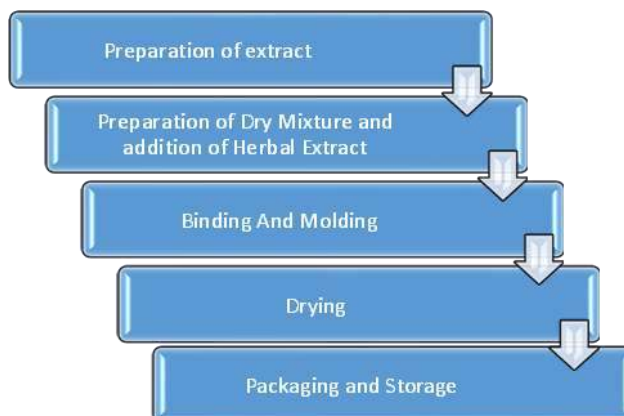 Preparation of extract
Preparation of Dry Mixture and
addition of Herbal Extract
Binding And Molding
Drying
Packaging and Storage